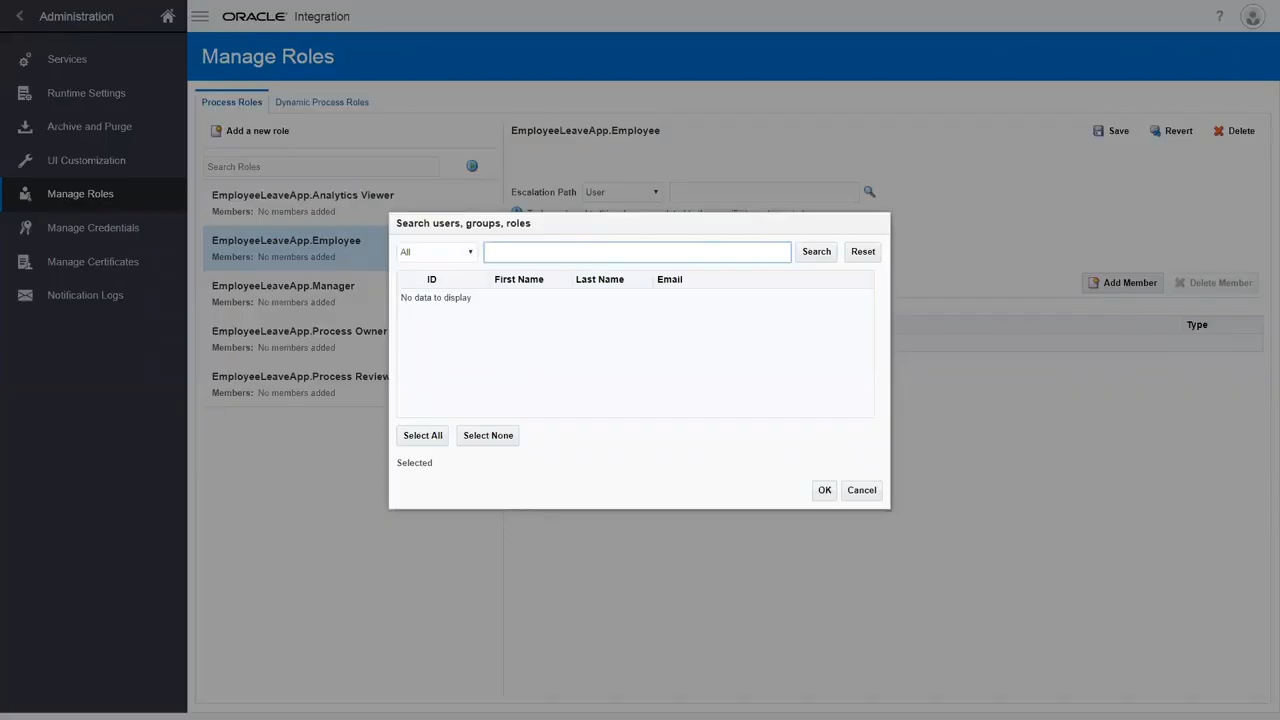 Administration
ORACLE Integration
?
Services
Runtime Settings
Archive and Purge
UI Customization
Manage Roles
Manage Credentials
Manage Certificates
Notification Logs
Manage Roles
Process Roles Dynamic Process Roles
Add a new role
Search Roles
EmployeeLeaveApp.Analytics Viewer
Members: No members added
EmployeeLeaveApp.Employee
Members: No members added
EmployeeLeaveApp.Manager
Members: No members added
EmployeeLeaveApp.Process Owner
Members: No members added
EmployeeLeaveApp.Process Review
Members: No members added
EmployeeLeaveApp.Employee
Save Revert Delete
Escalation Path User
Add Member Delete Member
Type
Search users, groups, roles
All Search Reset
ID First Name Last Name Email
No data to display
Select All Select None
Selected
OK Cancel